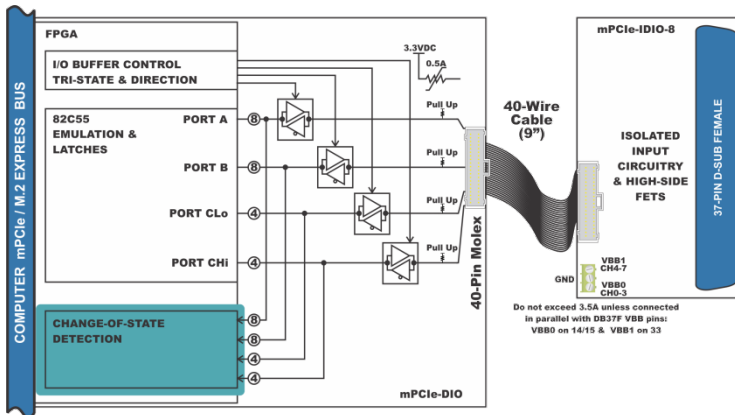 COMPUTER mPCIe / M.2 EXPRESS BUS
FPGA
I/O BUFFER CONTROL
TRI-STATE & DIRECTION
82C55
EMULATION &
LATCHES
PORT A
8
PORT B
8
PORT CLo
4
PORT CHi
4
CHANGE-OF-STATE
DETECTION
8
8
4
4
3.3VDC
0.5A
Pull Up
Pull Up
Pull Up
Pull Up
mPCIe-DIO
40-Pin Molex
40-Wire
Cable
(9")
mPCIe-IDIO-8
ISOLATED
INPUT
CIRCUITRY
& HIGH-SIDE
FETS
37-PIN D-SUB FEMALE
VBB1
CH4-7
GND
VBB0
CH0-3
Do not exceed 3.5A unless connected
in parallel with DB37F VBB pins:
VBB0 on 14/15 & VBB1 on 33